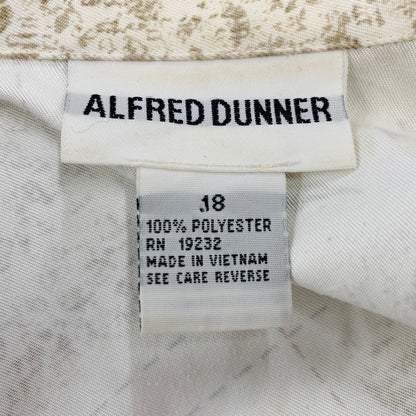 ALFRED DUNNER
18
100% POLYESTER
RN 19232
MADE IN VIETNAM
SEE CARE REVERSE